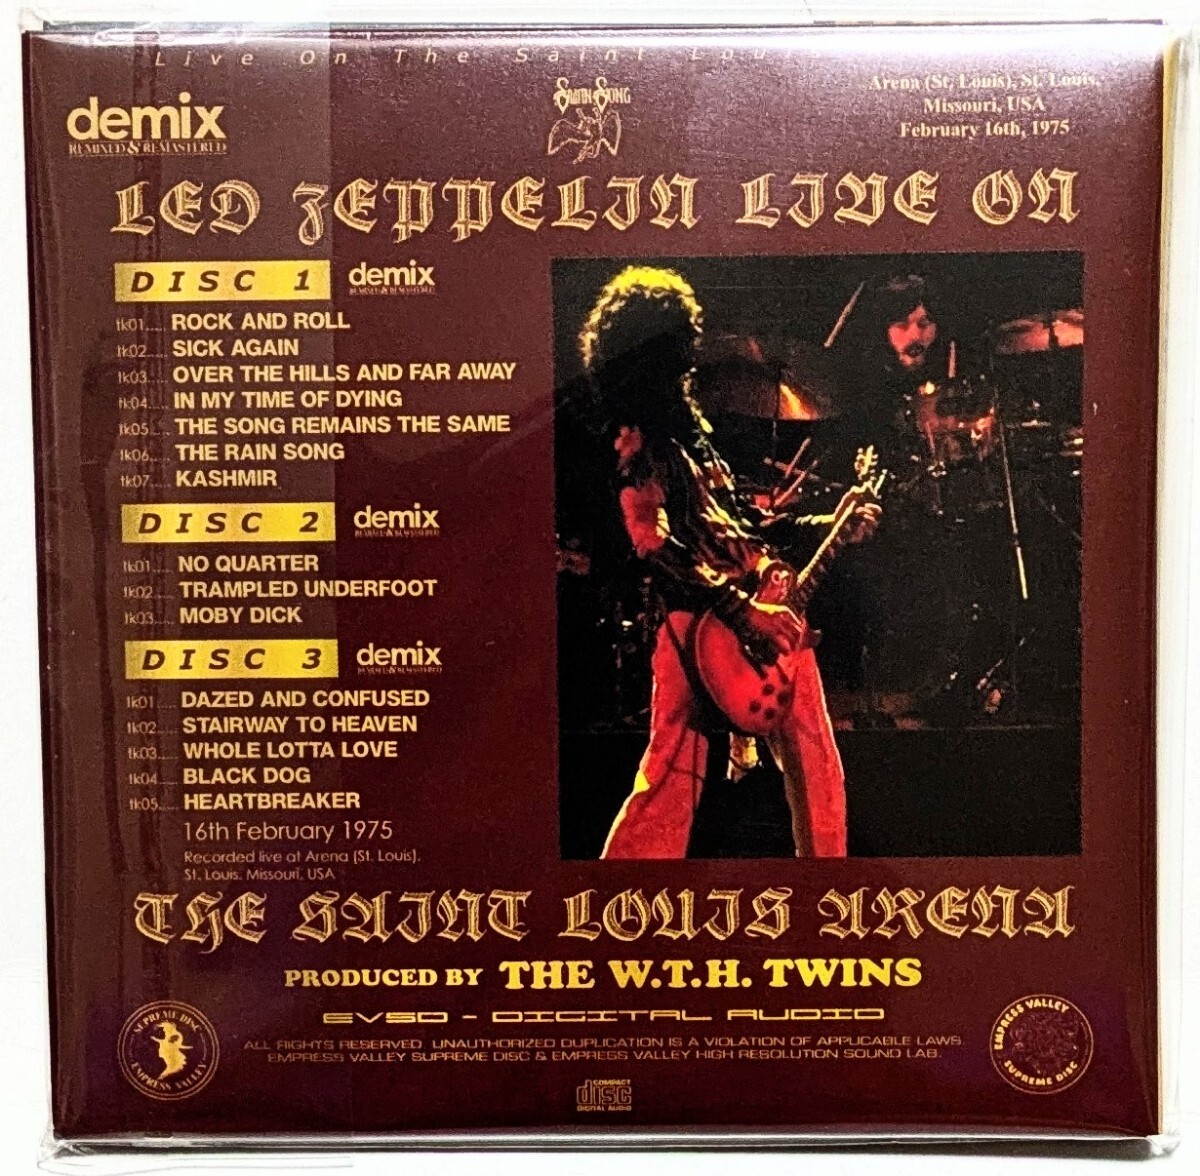 Live On The Saint Lou
demix
REMIXED & REMASTERED
SWAN SONG
Arena (St, Louis), St. Louis,
Missouri, USA
February 16th, 1975
LED ZEPPELIN LIVE ON
DISC 1 demix
REMIXED & REMASTERED
tk01..... ROCK AND ROLL
tk02..... SICK AGAIN
tk03..... OVER THE HILLS AND FAR AWAY
tk04..... IN MY TIME OF DYING
tk05..... THE SONG REMAINS THE SAME
tk06..... THE RAIN SONG
tk07..... KASHMIR
DISC 2 demix
REMIXED & REMASTERED
tk01..... NO QUARTER
tk02..... TRAMPLED UNDERFOOT
tk03..... MOBY DICK
DISC 3 demix
REMIXED & REMASTERED
tk01..... DAZED AND CONFUSED
tk02..... STAIRWAY TO HEAVEN
tk03..... WHOLE LOTTA LOVE
tk04..... BLACK DOG
tk05..... HEARTBREAKER
16th February 1975
Recorded live at Arena (St. Louis),
St. Louis, Missouri, USA
THE SAINT LOUIS ARENA
PRODUCED BY THE W.T.H. TWINS
EVSD - DIGITAL AUDIO
ALL RIGHTS RESERVED. UNAUTHORIZED DUPLICATION IS A VIOLATION OF APPLICABLE LAWS.
EMPRESS VALLEY SUPREME DISC & EMPRESS VALLEY HIGH RESOLUTION SOUND LAB.
SUPREME DISC
EMPRESS VALLEY
EMPRESS VALLEY
SUPREME DISC
COMPACT
disc
DIGITAL AUDIO